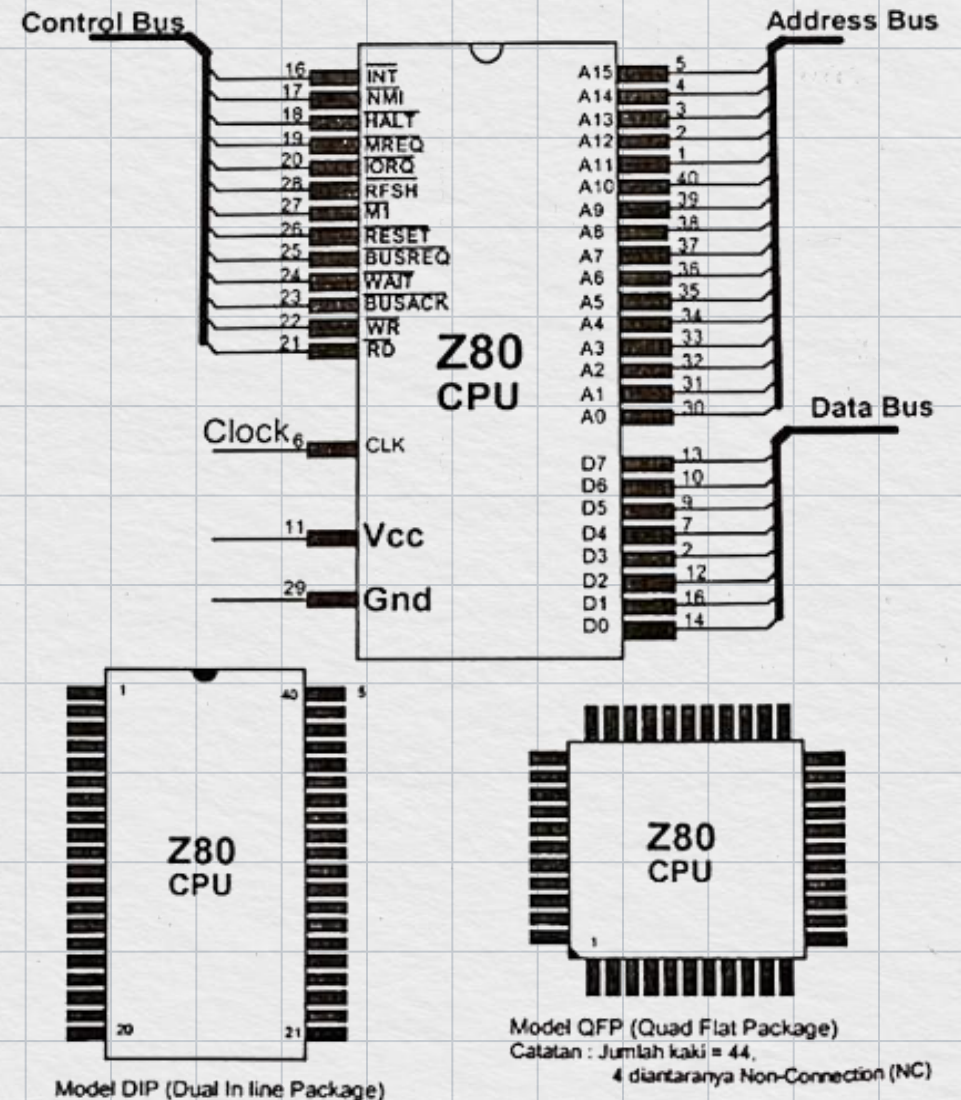 Control Bus
Address Bus
16 INT
17 NMI
18 HALT
19 MREQ
20 IORQ
28 RFSH
27 M1
26 RESET
25 BUSREQ
24 WAIT
23 BUSACK
22 WR
21 RD
Clock 6 CLK
11 Vcc
29 Gnd
Z80
CPU
A15 5
A14 4
A13 3
A12 2
A11 1
A10 40
A9 39
A8 38
A7 37
A6 36
A5 35
A4 34
A3 33
A2 32
A1 31
A0 30
Data Bus
D7 13
D6 10
D5 9
D4 7
D3 2
D2 12
D1 16
D0 14
1 40 5
Z80
CPU
20 21
Model DIP (Dual In line Package)
Z80
CPU
1
Model QFP (Quad Flat Package)
Catatan : Jumlah kaki = 44,
4 diantaranya Non-Connection (NC)